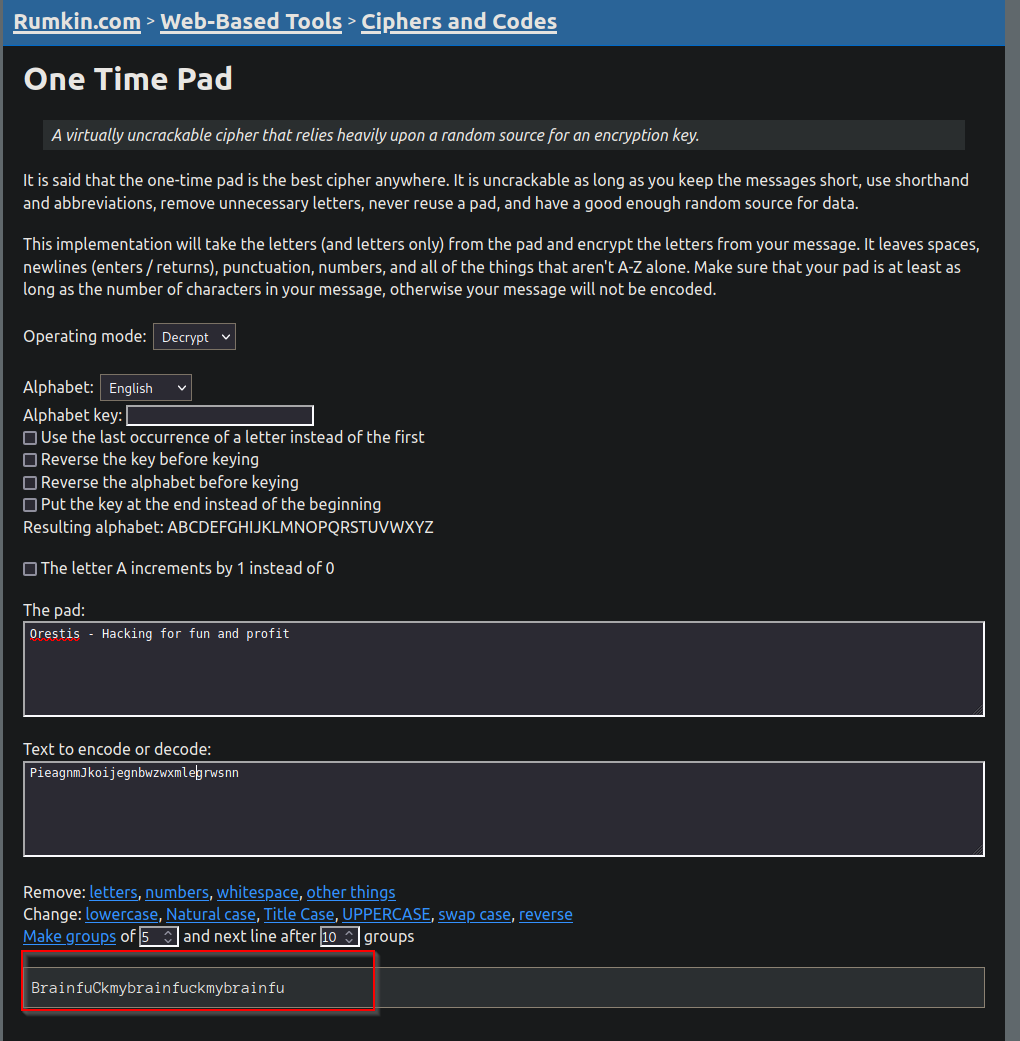 Rumkin.com > Web-Based Tools > Ciphers and Codes
One Time Pad
A virtually uncrackable cipher that relies heavily upon a random source for an encryption key.
It is said that the one-time pad is the best cipher anywhere. It is uncrackable as long as you keep the messages short, use shorthand
and abbreviations, remove unnecessary letters, never reuse a pad, and have a good enough random source for data.
This implementation will take the letters (and letters only) from the pad and encrypt the letters from your message. It leaves spaces,
newlines (enters / returns), punctuation, numbers, and all of the things that aren't A-Z alone. Make sure that your pad is at least as
long as the number of characters in your message, otherwise your message will not be encoded.
Operating mode: Decrypt
Alphabet: English
Alphabet key:
Use the last occurrence of a letter instead of the first
Reverse the key before keying
Reverse the alphabet before keying
Put the key at the end instead of the beginning
Resulting alphabet: ABCDEFGHIJKLMNOPQRSTUVWXYZ
The letter A increments by 1 instead of 0
The pad:
Orestis - Hacking for fun and profit
Text to encode or decode:
PieagnmJkoijegnbwzwxmlegrwsnn
Remove: letters, numbers, whitespace, other things
Change: lowercase, Natural case, Title Case, UPPERCASE, swap case, reverse
Make groups of 5 and next line after 10 groups
BrainfuCkmybrainfuckmybrainfu